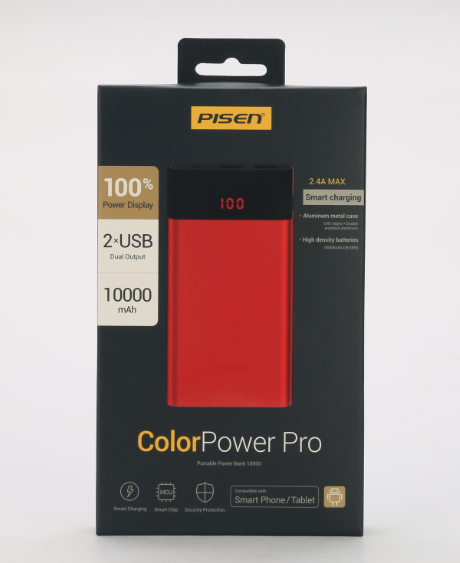 PISEN®
100%
Power Display
2×USB
Dual Output
10000
mAh
100
2.4A MAX
Smart charging
- Aluminum metal case
- High density batteries
ColorPower Pro
Portable Power Bank 10000
MCU
Smart Charging
Smart Chip
Security Protection
Compatible with
Smart Phone/Tablet